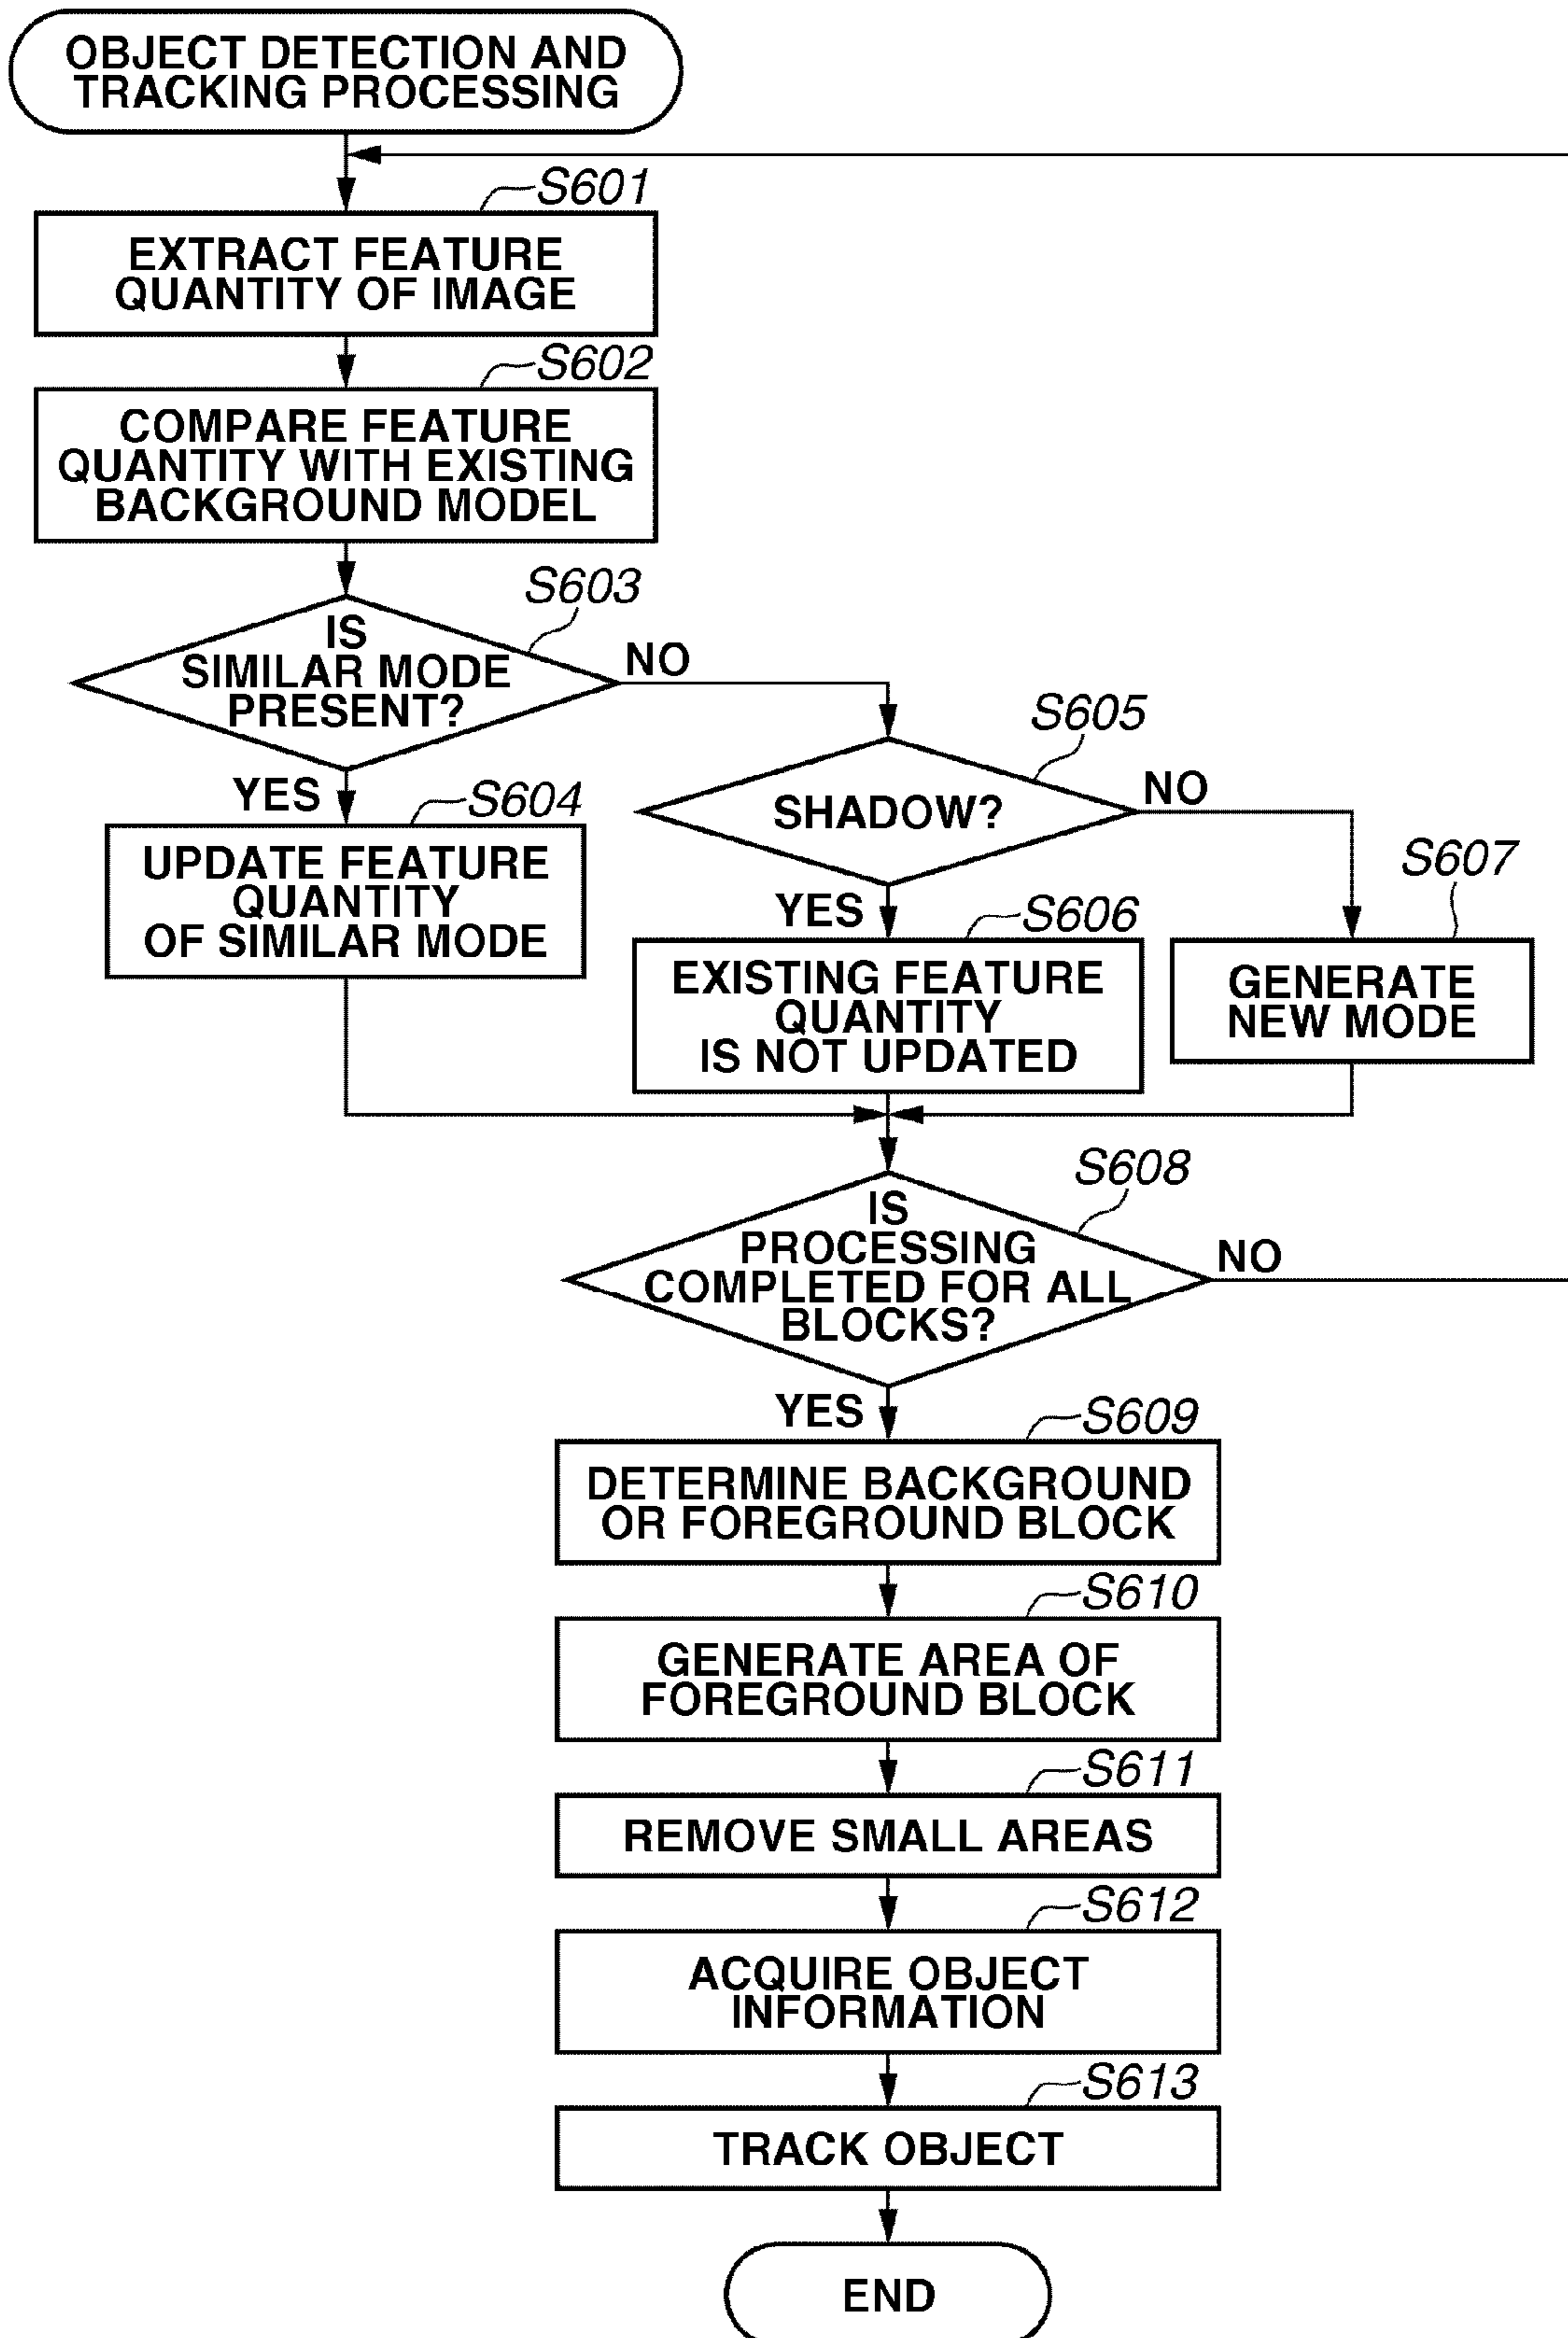 OBJECT DETECTION AND
TRACKING PROCESSING
S601
EXTRACT FEATURE
QUANTITY OF IMAGE
S602
COMPARE FEATURE
QUANTITY WITH EXISTING
BACKGROUND MODEL
S603
IS
SIMILAR MODE
PRESENT?
NO
YES
S604
UPDATE FEATURE
QUANTITY
OF SIMILAR MODE
S605
SHADOW?
NO
YES
S606
EXISTING FEATURE
QUANTITY
IS NOT UPDATED
S607
GENERATE
NEW MODE
S608
IS
PROCESSING
COMPLETED FOR ALL
BLOCKS?
NO
YES
S609
DETERMINE BACKGROUND
OR FOREGROUND BLOCK
S610
GENERATE AREA OF
FOREGROUND BLOCK
S611
REMOVE SMALL AREAS
S612
ACQUIRE OBJECT
INFORMATION
S613
TRACK OBJECT
END